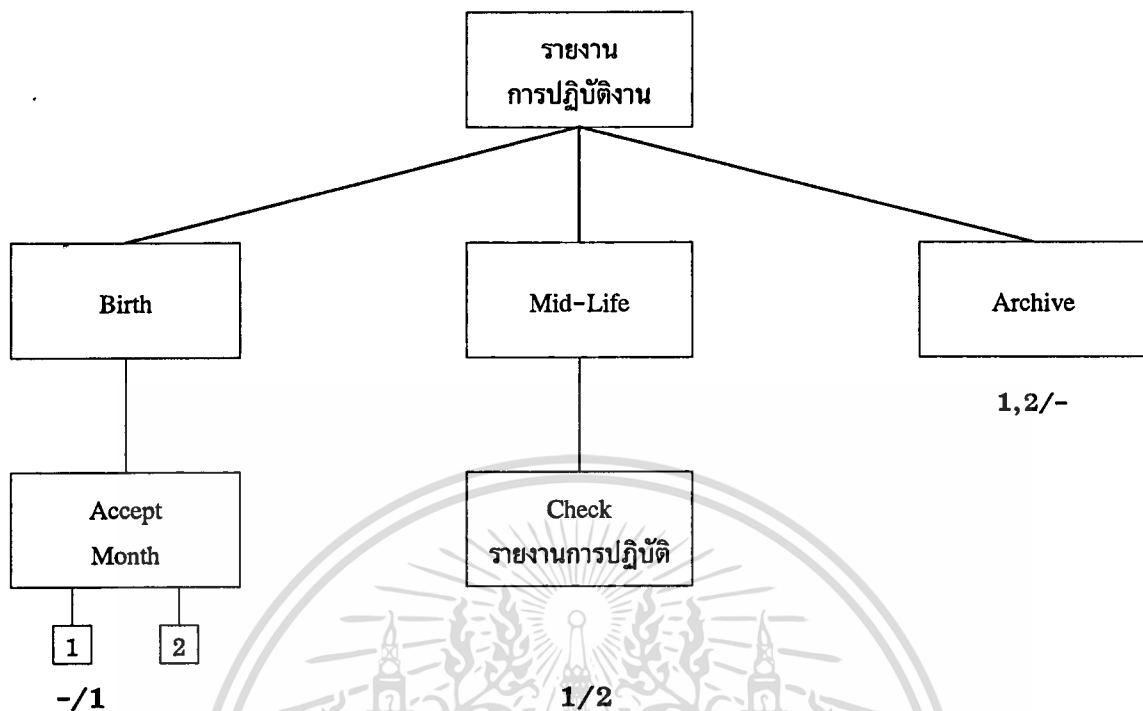 รายงาน
การปฏิบัติงาน
Birth
Mid-Life
Archive
1,2/-
Accept
Month
Check
รายงานการปฏิบัติ
1
2
-/1
1/2